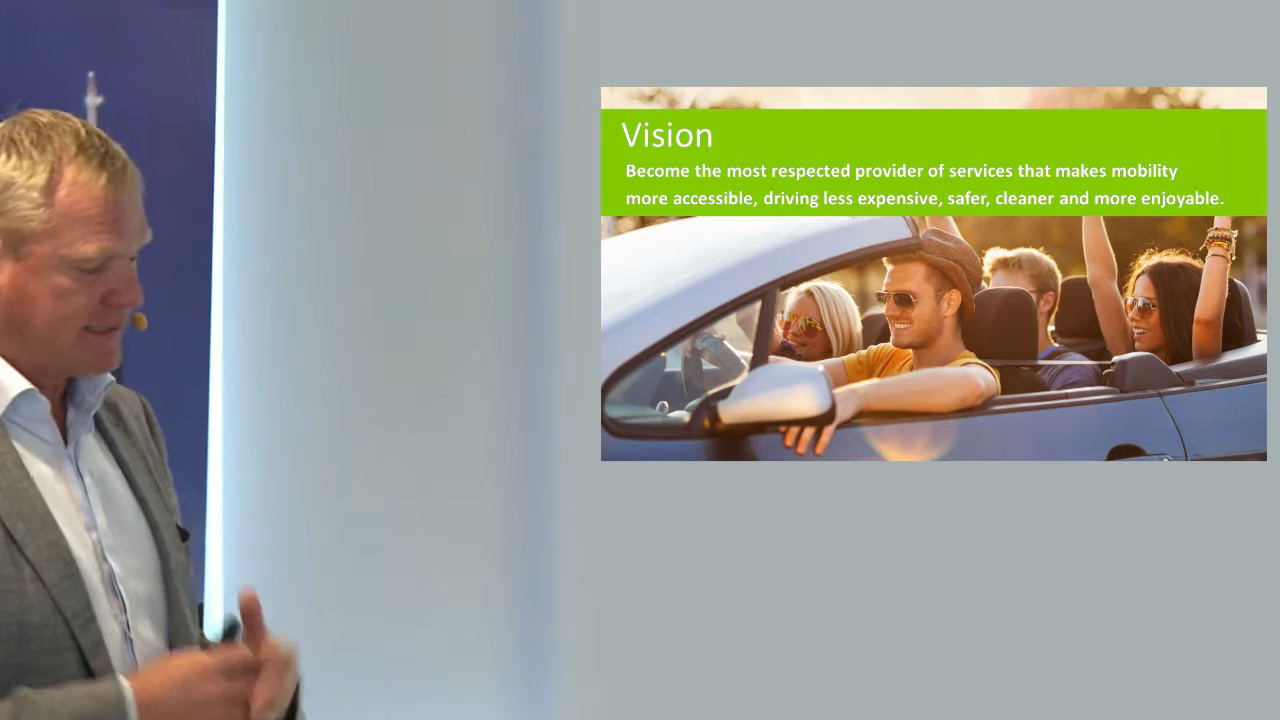 Vision
Become the most respected provider of services that makes mobility
more accessible, driving less expensive, safer, cleaner and more enjoyable.